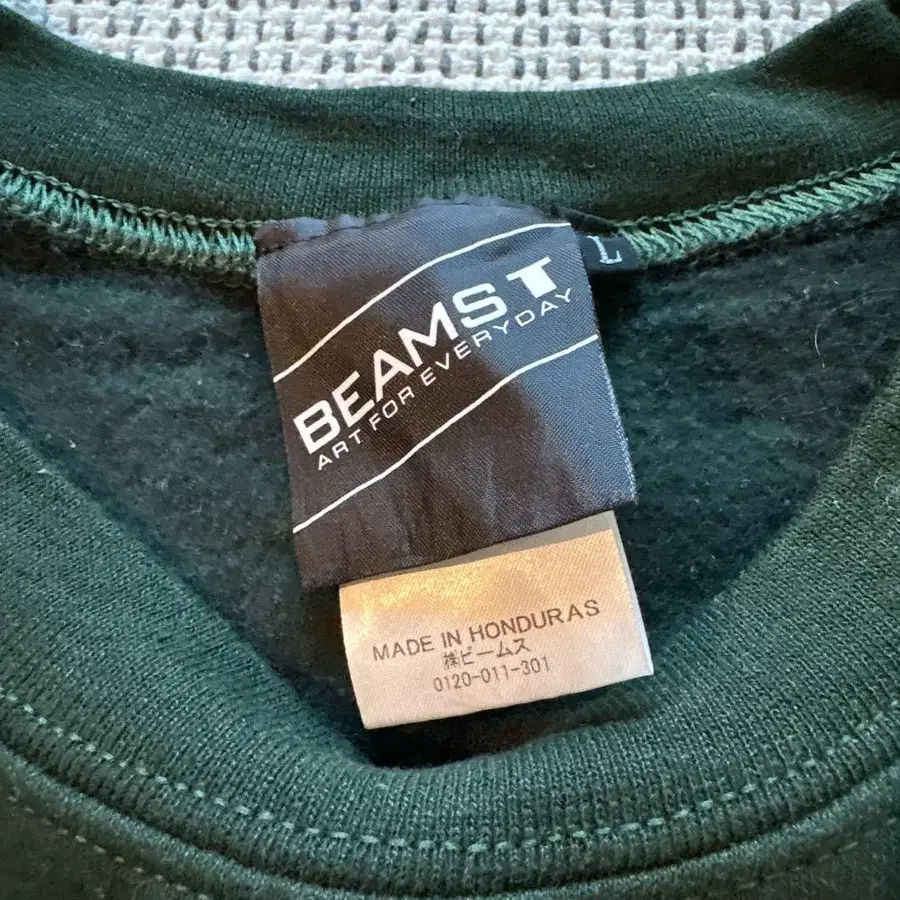 BEAMS T
ART FOR EVERYDAY
L
MADE IN HONDURAS
㈱ビームス
0120-011-301